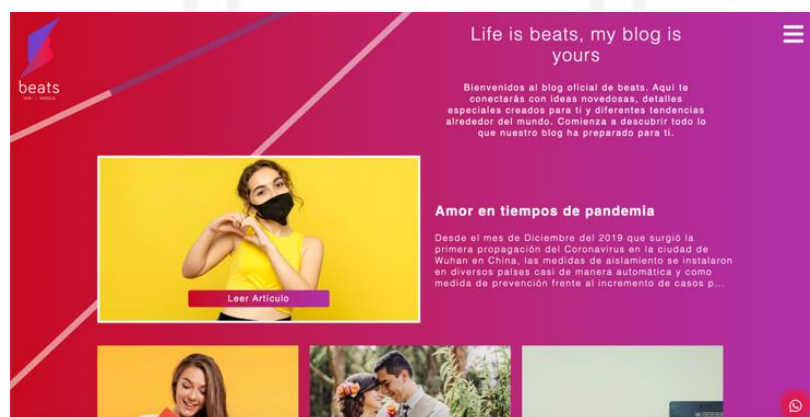 Life is beats, my blog is
yours
beats
Bienvenidos al blog oficial de beats. Aquí te
conectarás con ideas novedosas, detalles
especiales creados para ti y diferentes tendencias
alrededor del mundo. Comienza a descubrir todo lo
que nuestro blog ha preparado para ti.
Amor en tiempos de pandemia
Desde el mes de Diciembre del 2019 que surgió la
primera propagación del Coronavirus en la ciudad de
Wuhan en China, las medidas de aislamiento se instalaron
en diversos países casi de manera automática y como
medida de prevención frente al incremento de casos p...
Leer Artículo